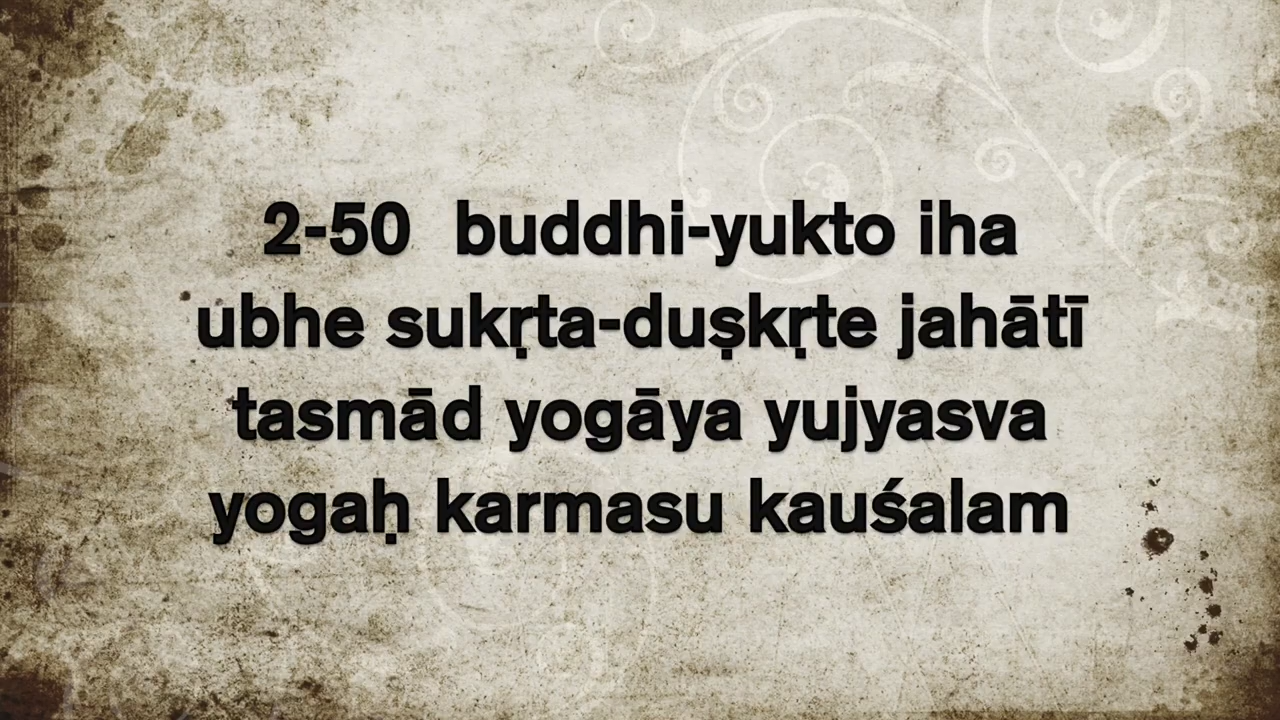 2-50 buddhi-yukto iha
ubhe sukṛta-duṣkṛte jahātī
tasmād yogāya yujyasva
yogaḥ karmasu kauśalam